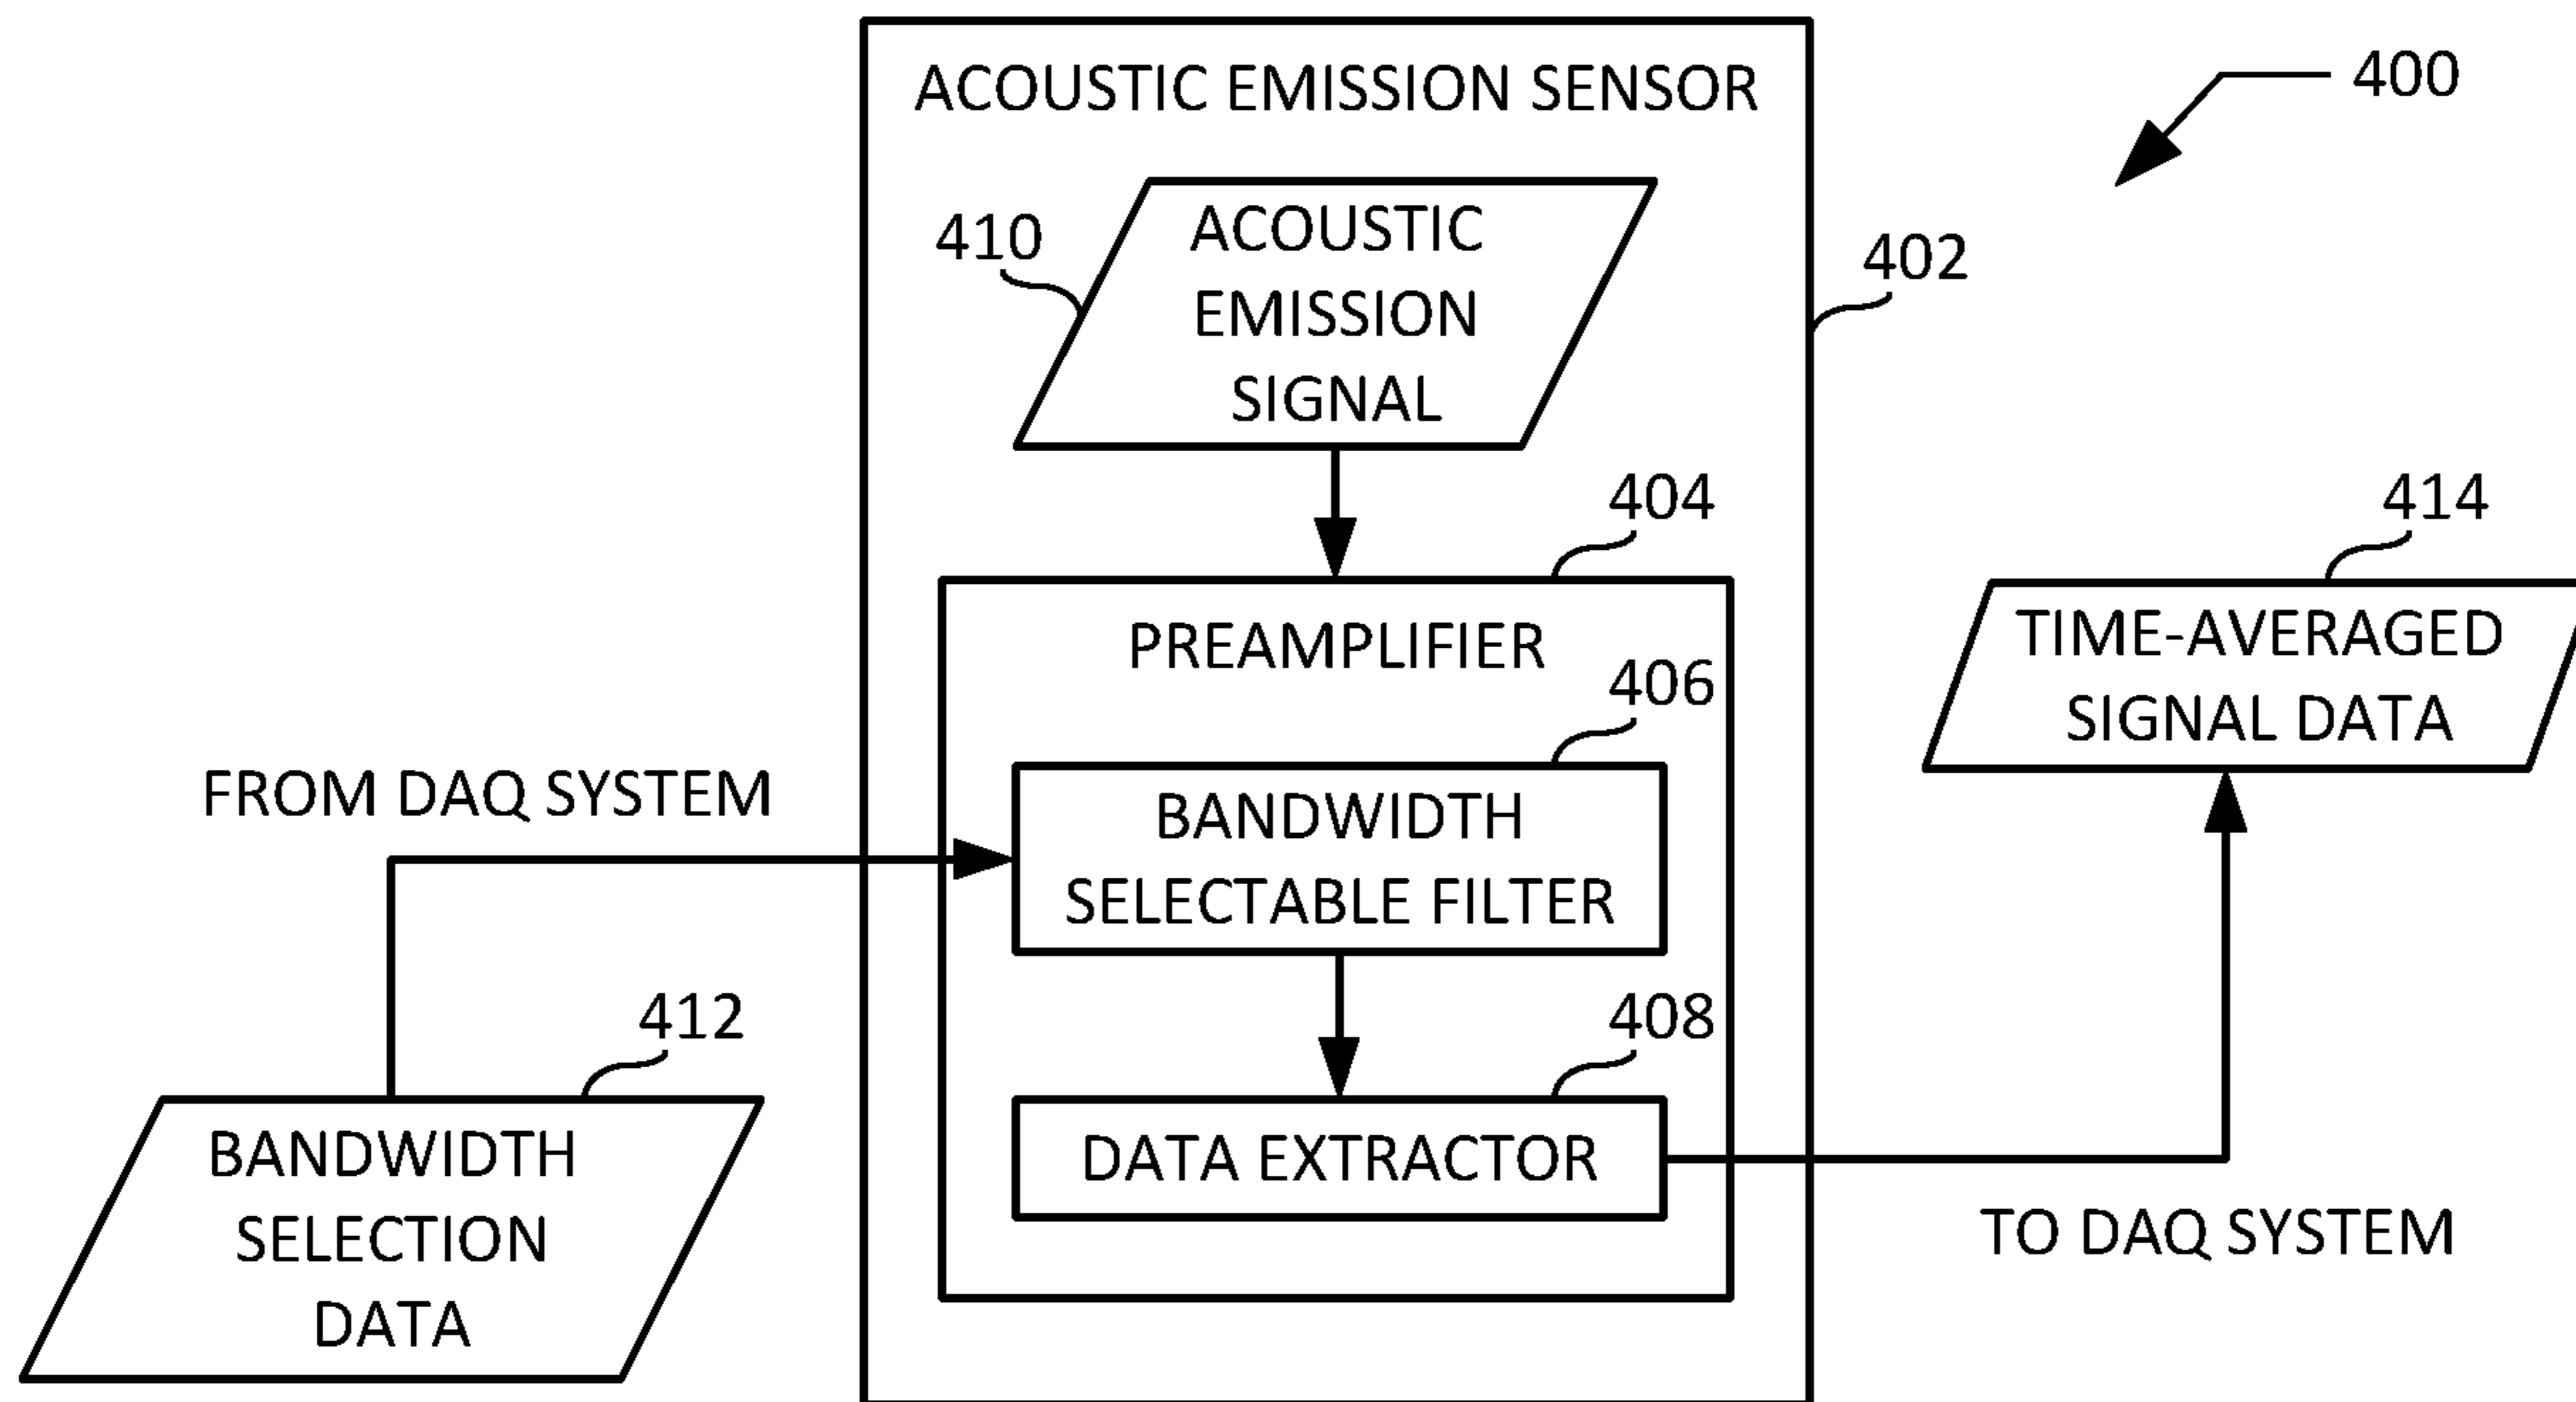 ACOUSTIC EMISSION SENSOR
400
410
ACOUSTIC
EMISSION
SIGNAL
402
404
414
PREAMPLIFIER
TIME-AVERAGED
SIGNAL DATA
406
FROM DAQ SYSTEM
BANDWIDTH
SELECTABLE FILTER
412
408
BANDWIDTH
SELECTION
DATA
DATA EXTRACTOR
TO DAQ SYSTEM